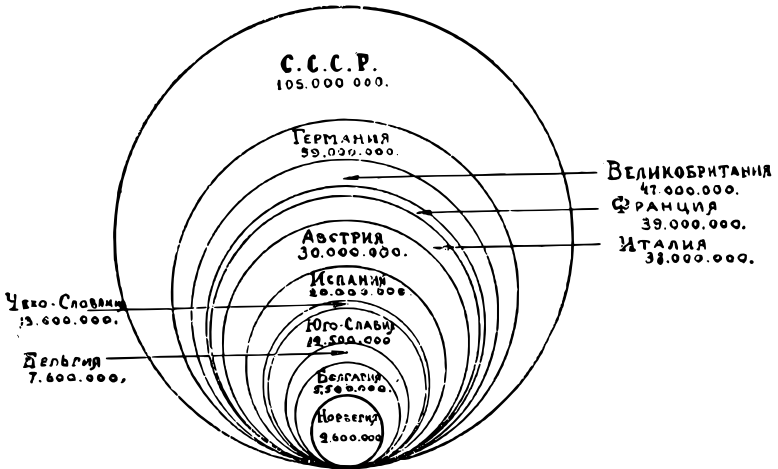 С.С.С.Р.
105.000 000.
ГЕРМАНИЯ
59.000.000.
ВЕЛИКОБРИТАНИЯ
47.000.000.
ФРАНЦИЯ
39.000.000.
ИТАЛИЯ
38.000.000.
АВСТРИЯ
30.000.000.
ИСПАНИЯ
20.000.000.
ЧЕХО-СЛОВАКИЯ
13.600.000.
ЮГО-СЛАВИЯ
12.500.000
БЕЛЬГИЯ
7.600.000.
БОЛГАРИЯ
5.500.000.
НОРВЕГИЯ
2.600.000